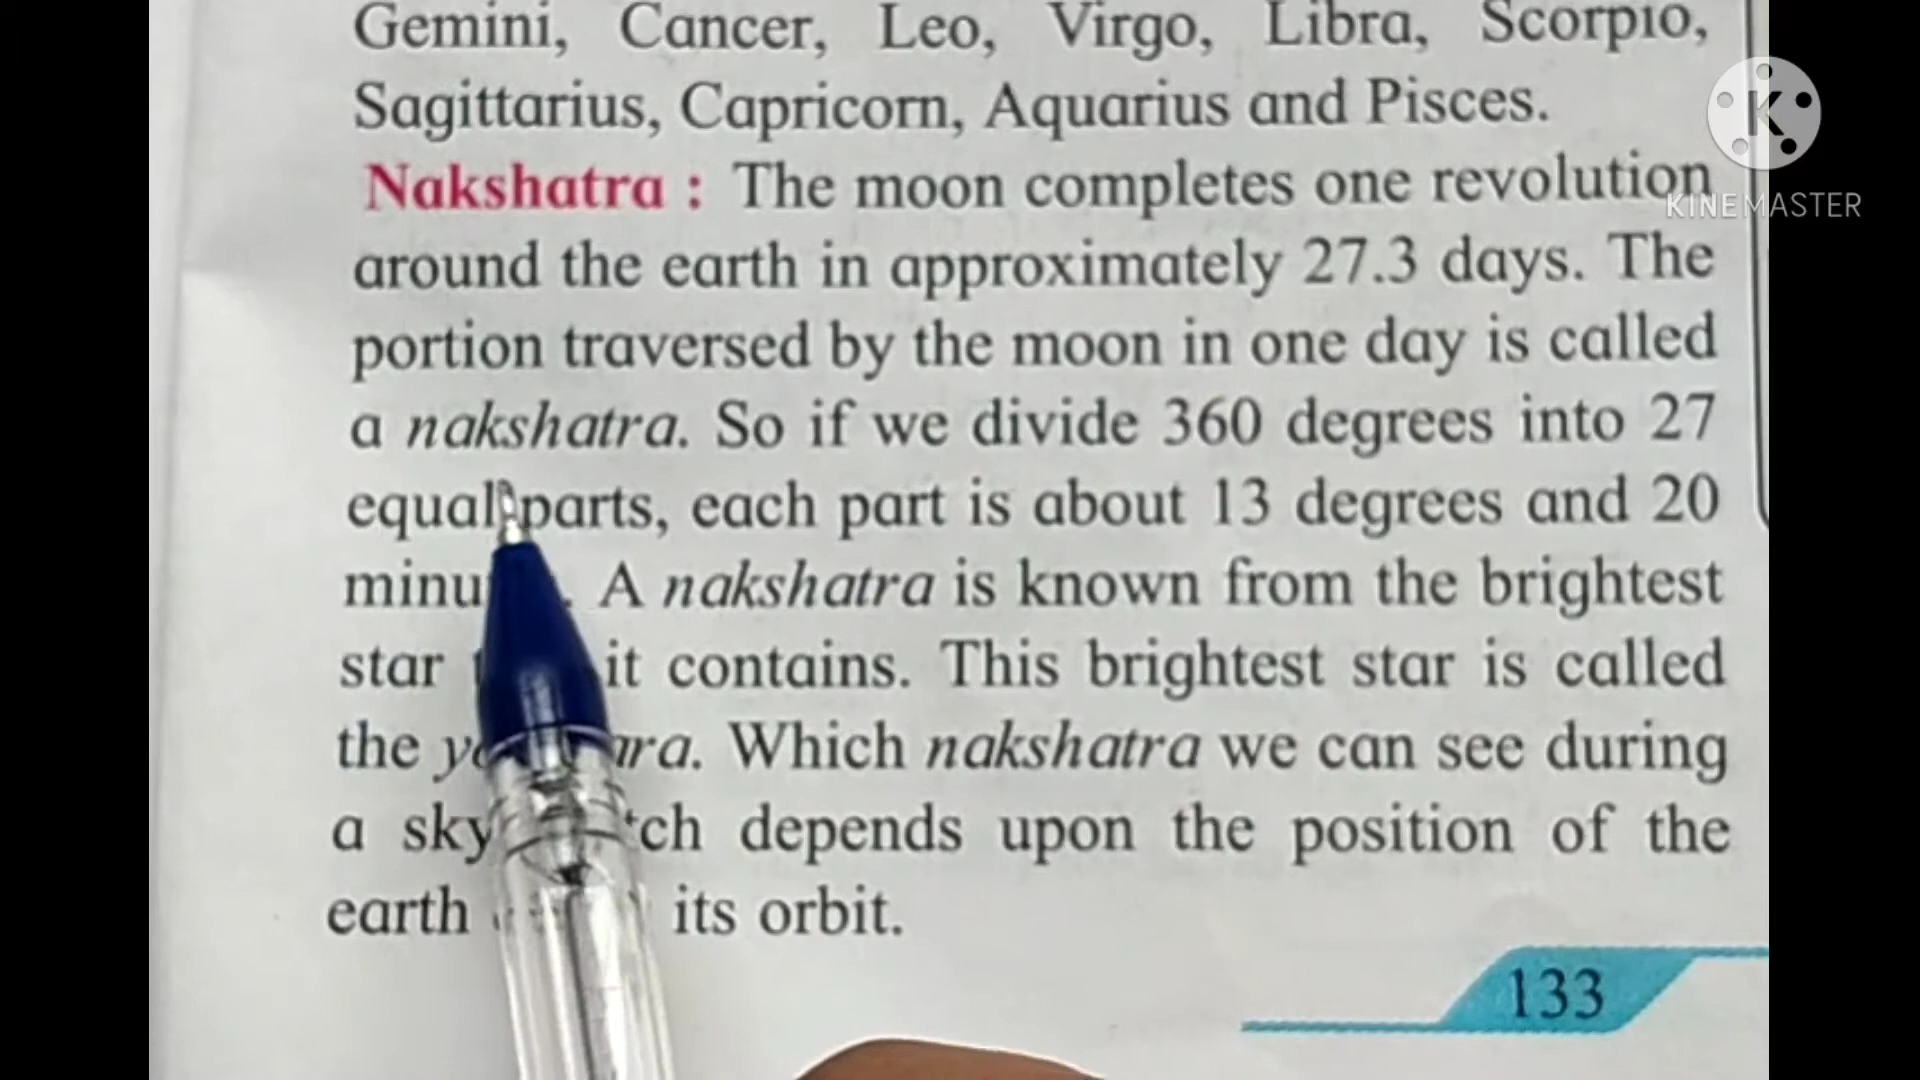 Gemini, Cancer, Leo, Virgo, Libra, Scorpio,
Sagittarius, Capricorn, Aquarius and Pisces.
Nakshatra : The moon completes one revolution
around the earth in approximately 27.3 days. The
portion traversed by the moon in one day is called
a nakshatra. So if we divide 360 degrees into 27
equal parts, each part is about 13 degrees and 20
A nakshatra is known from the brightest
star it contains. This brightest star is called
the Which nakshatra we can see during
a sky depends upon the position of the
earth its orbit.
133
K
KINEMASTER